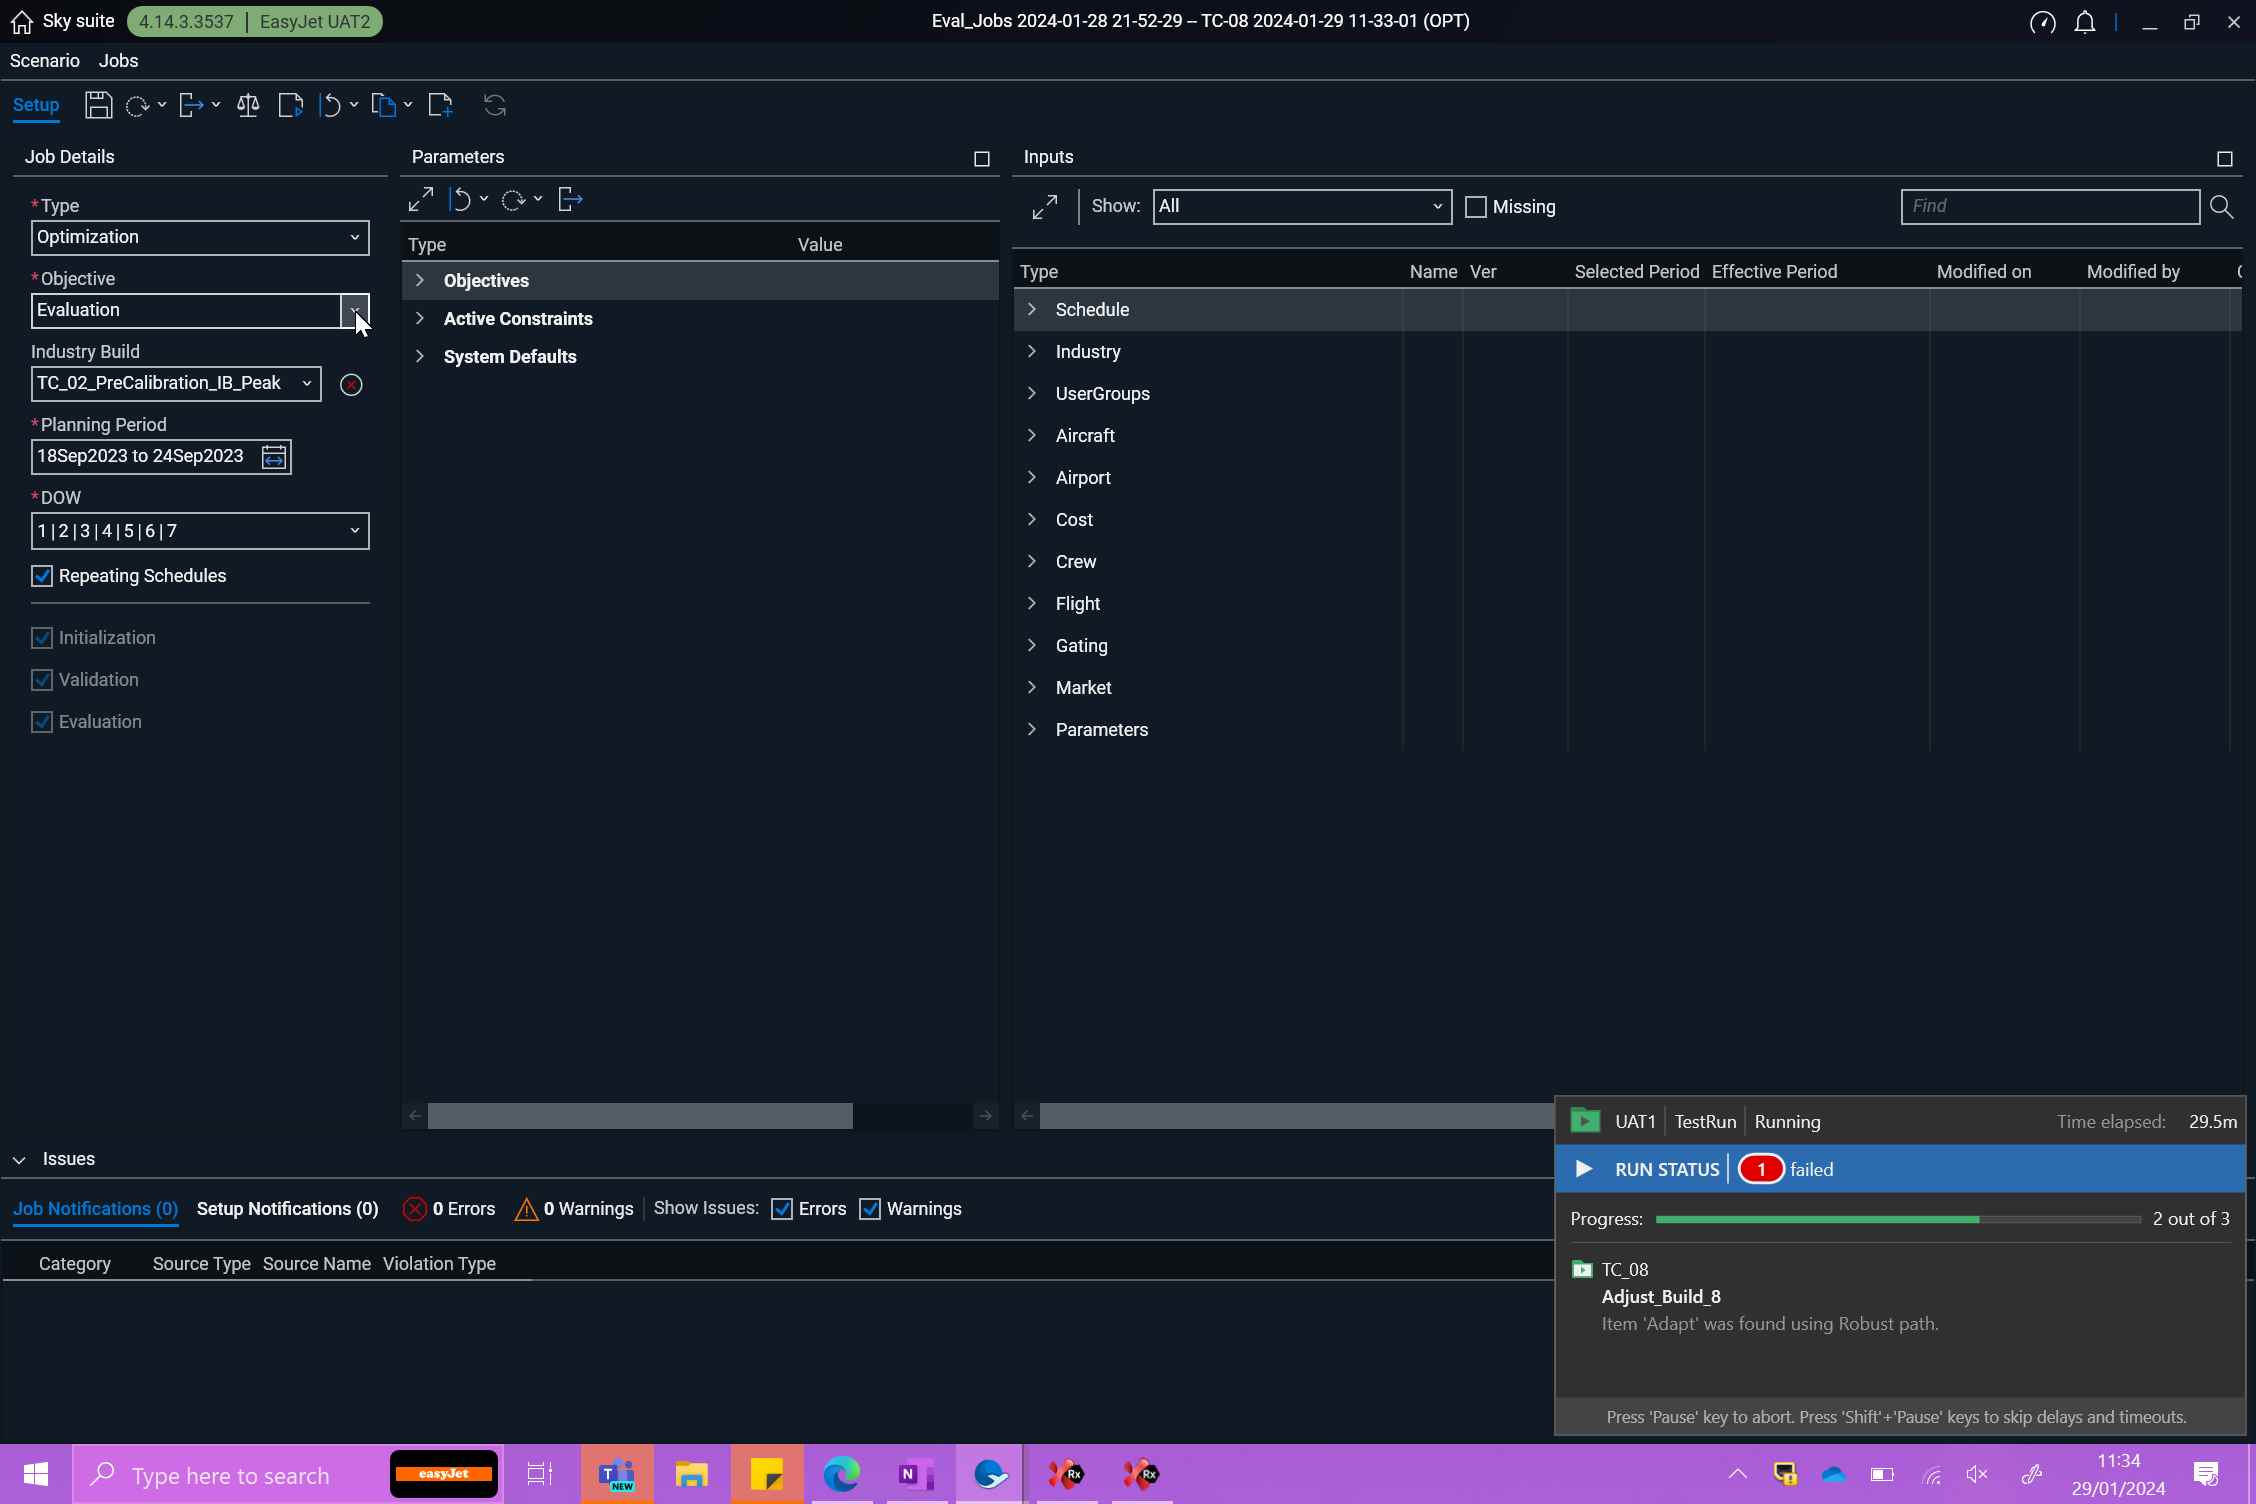 Sky suite 4.14.3.3537 | EasyJet UAT2
Eval_Jobs 2024-01-28 21-52-29 – TC-08 2024-01-29 11-33-01 (OPT)
Scenario Jobs
Setup
Job Details
*Type
Optimization
*Objective
Evaluation
Industry Build
TC_02_PreCalibration_IB_Peak
*Planning Period
18Sep2023 to 24Sep2023
*DOW
1|2|3|4|5|6|7
Repeating Schedules
Initialization
Validation
Evaluation
Parameters
Type Value
Objectives
Active Constraints
System Defaults
Inputs
Show: All Missing Find
Type Name Ver Selected Period Effective Period Modified on Modified by
Schedule
Industry
UserGroups
Aircraft
Airport
Cost
Crew
Flight
Gating
Market
Parameters
Issues
Job Notifications (0) Setup Notifications (0) 0 Errors 0 Warnings Show Issues: Errors Warnings
Category Source Type Source Name Violation Type
UAT1 TestRun Running Time elapsed: 29.5m
RUN STATUS 1 failed
Progress: 2 out of 3
TC_08
Adjust_Build_8
Item 'Adapt' was found using Robust path.
Press 'Pause' key to abort. Press 'Shift'+'Pause' keys to skip delays and timeouts.
Type here to search easyJet
T NEW
N
Rx
Rx
11:34
29/01/2024